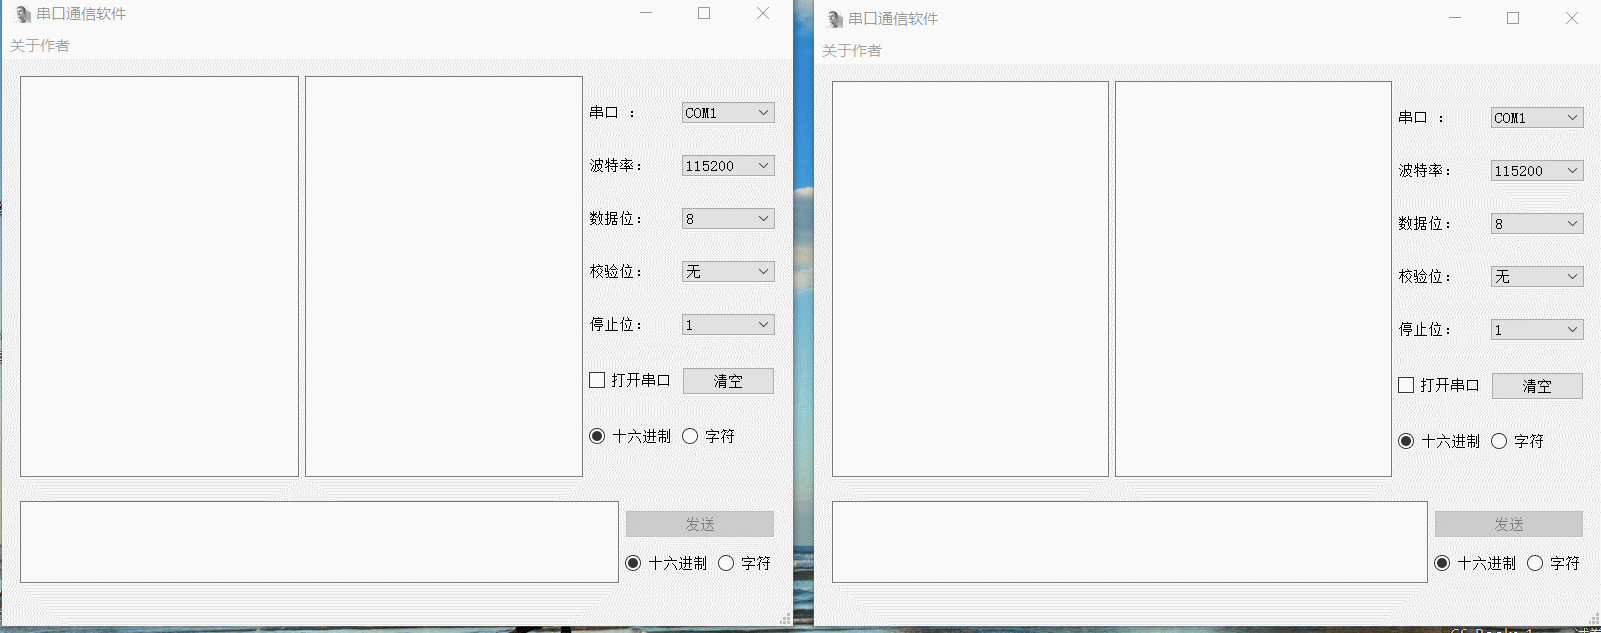 串口通信软件
关于作者
串口 ：
COM1
波特率：
115200
数据位：
8
校验位：
无
停止位：
1
打开串口
清空
十六进制
字符
发送
十六进制
字符
串口通信软件
关于作者
串口 ：
COM1
波特率：
115200
数据位：
8
校验位：
无
停止位：
1
打开串口
清空
十六进制
字符
发送
十六进制
字符